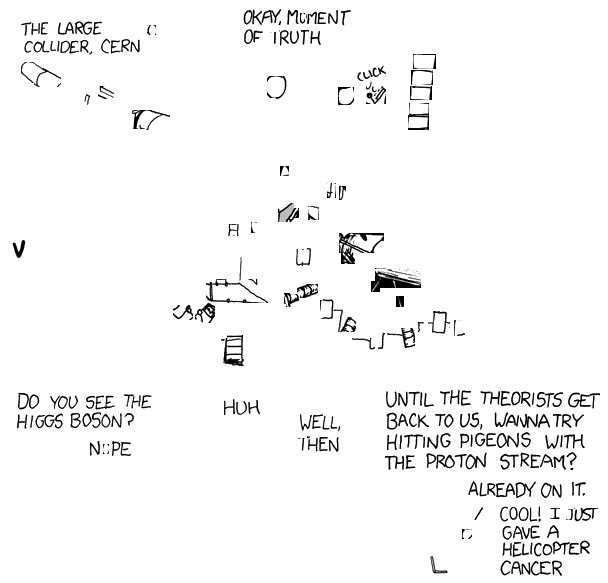 THE LARGE
COLLIDER, CERN
OKAY, MOMENT
OF TRUTH
CLICK
DO YOU SEE THE
HIGGS BOSON?
NOPE
HUH
WELL,
THEN
UNTIL THE THEORISTS GET
BACK TO US, WANNA TRY
HITTING PIGEONS WITH
THE PROTON STREAM?
ALREADY ON IT.
COOL! I JUST
GAVE A
HELICOPTER
CANCER